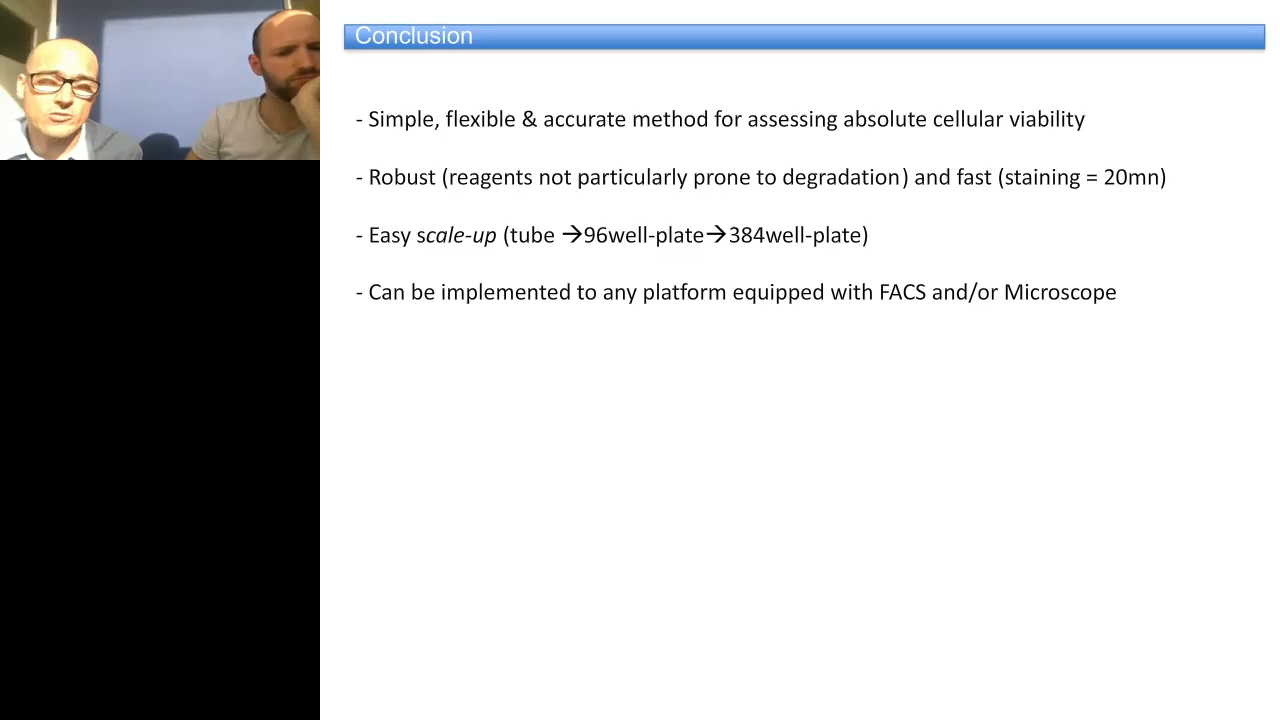 Conclusion
- Simple, flexible & accurate method for assessing absolute cellular viability
- Robust (reagents not particularly prone to degradation) and fast (staining = 20mn)
- Easy scale-up (tube →96well-plate→384well-plate)
- Can be implemented to any platform equipped with FACS and/or Microscope